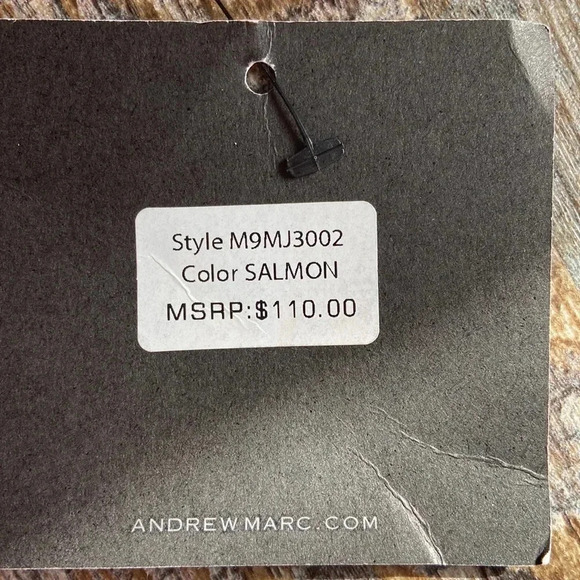 Style M9MJ3002
Color SALMON
MSRP:$110.00
ANDREWMARC.COM